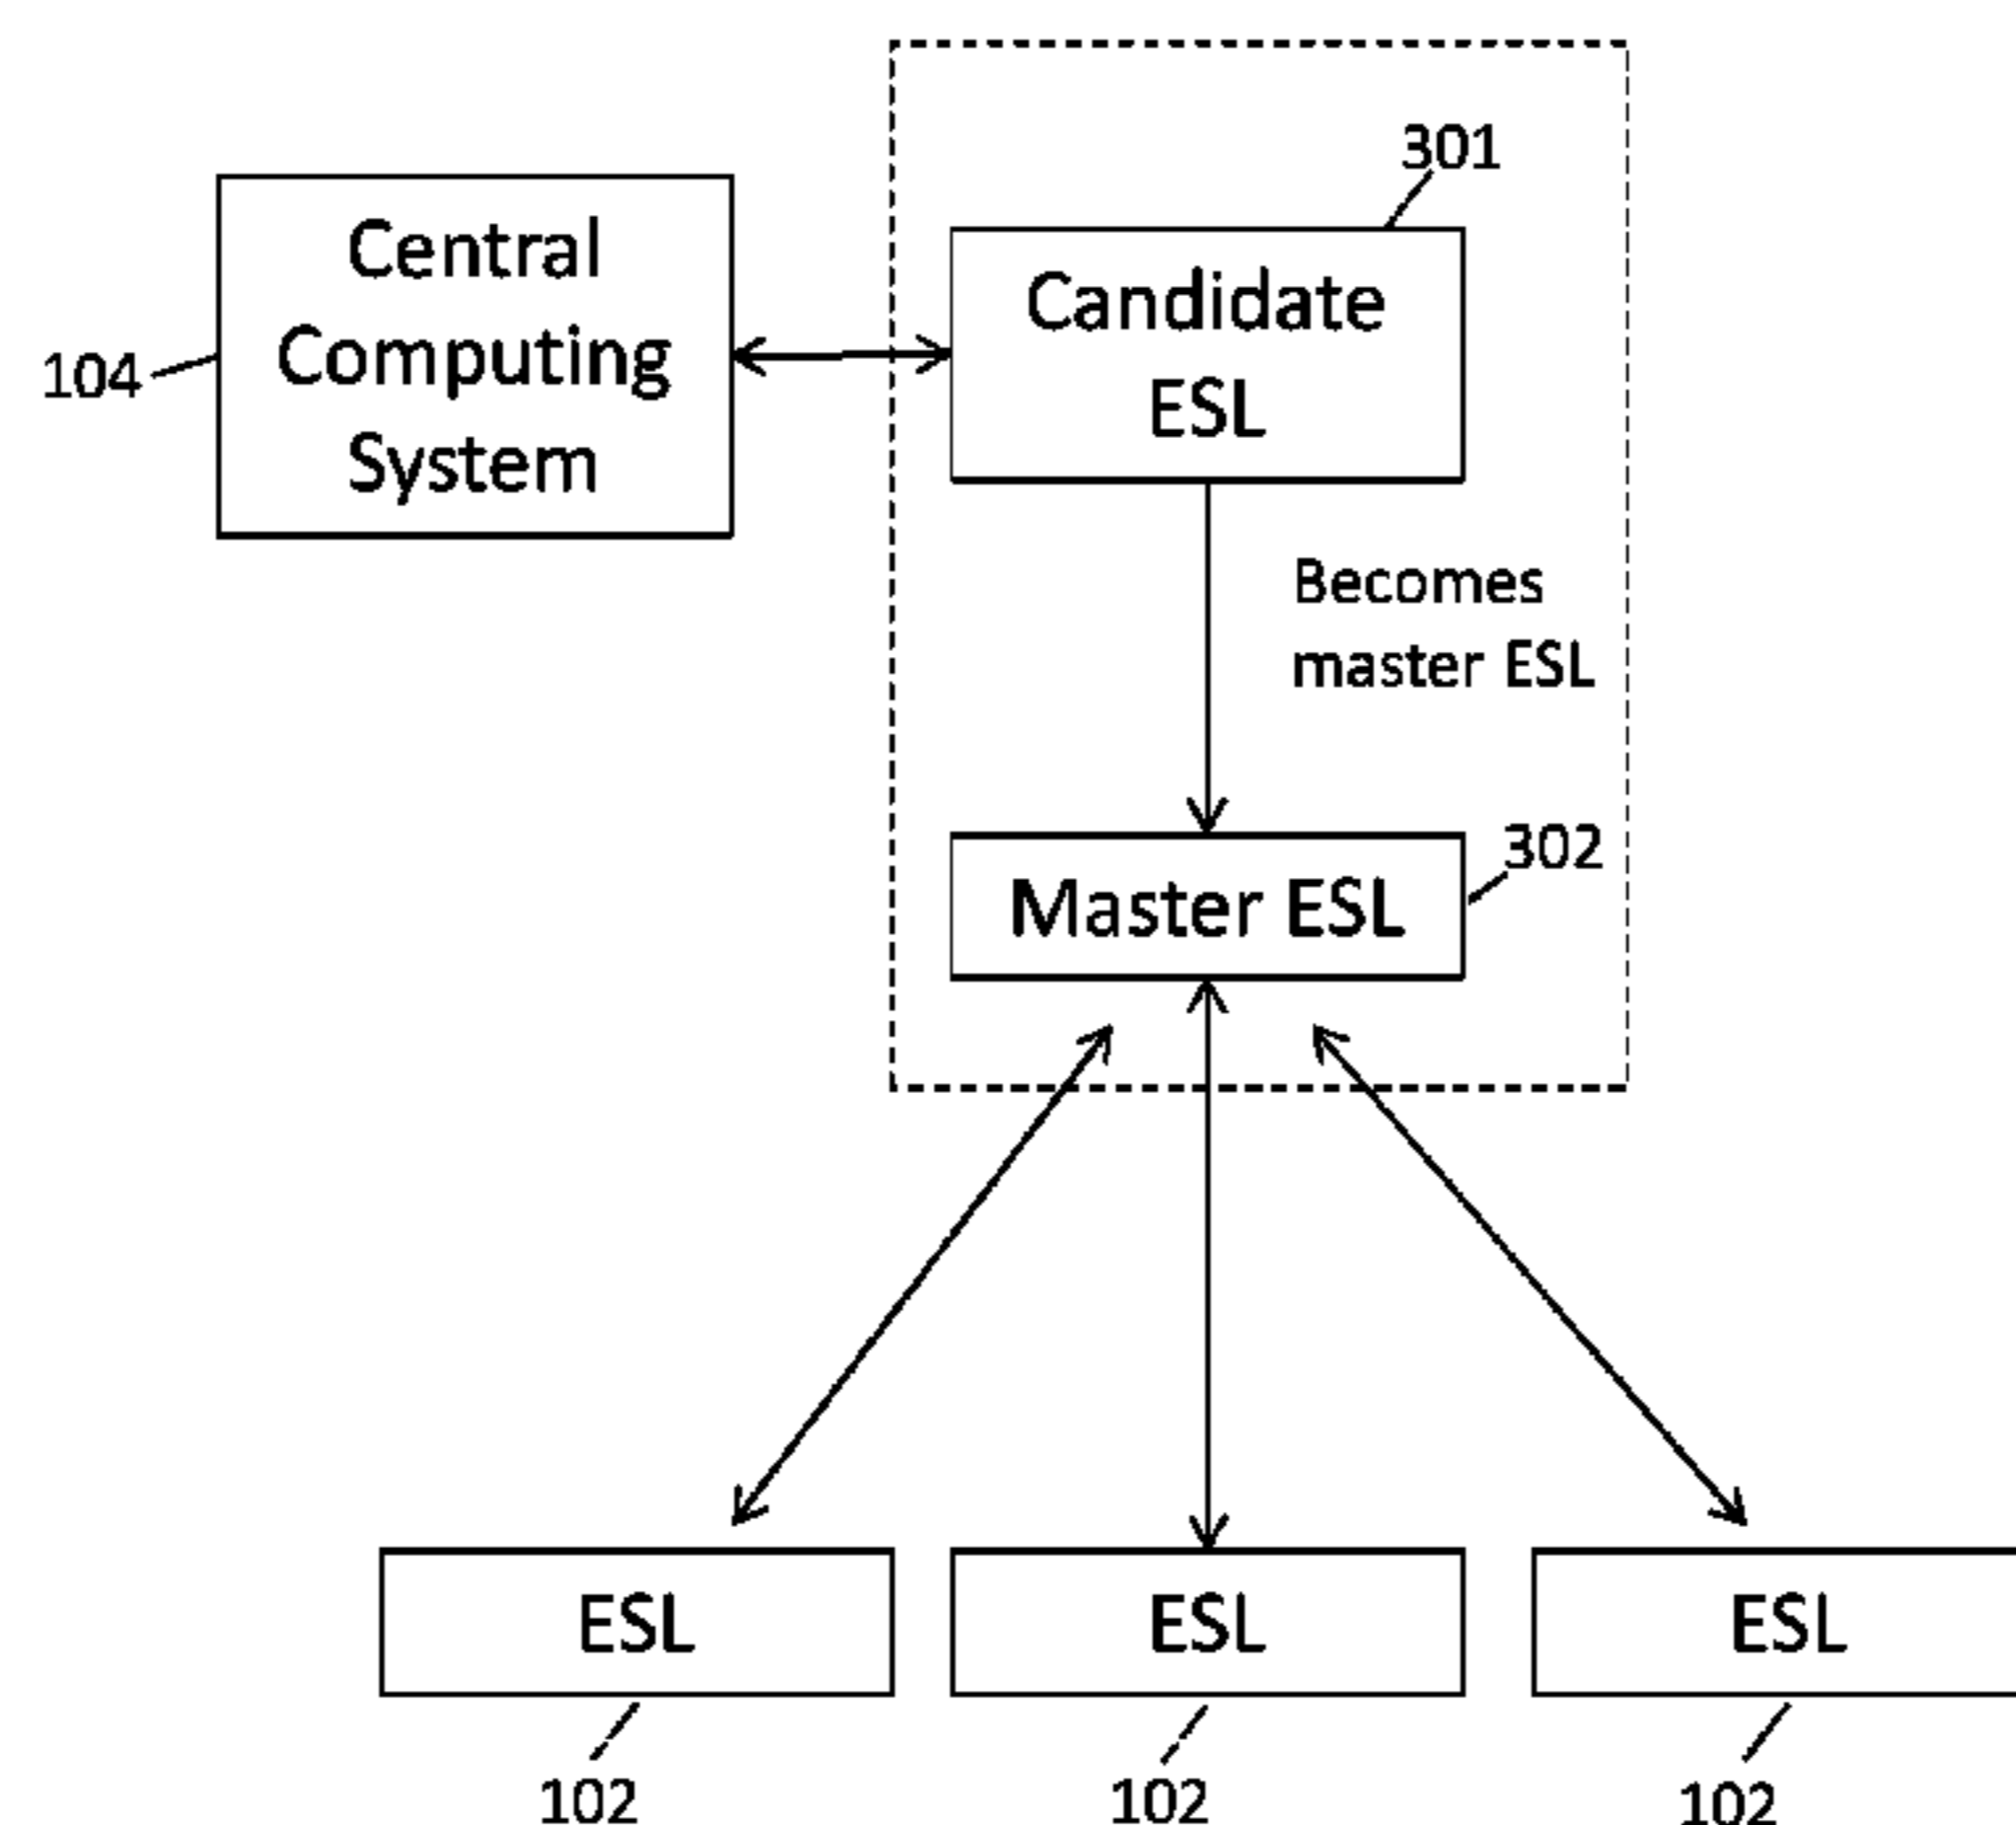 301
Central
Computing
System
104
Candidate
ESL
Becomes
master ESL
302
Master ESL
ESL
ESL
ESL
102
102
102